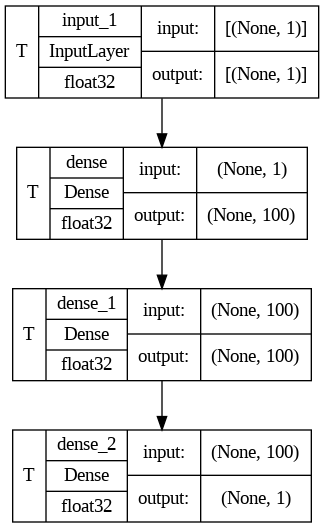 T
input_1
InputLayer
float32
input:
[(None, 1)]
output:
[(None, 1)]
T
dense
Dense
float32
input:
(None, 1)
output:
(None, 100)
T
dense_1
Dense
float32
input:
(None, 100)
output:
(None, 100)
T
dense_2
Dense
float32
input:
(None, 100)
output:
(None, 1)